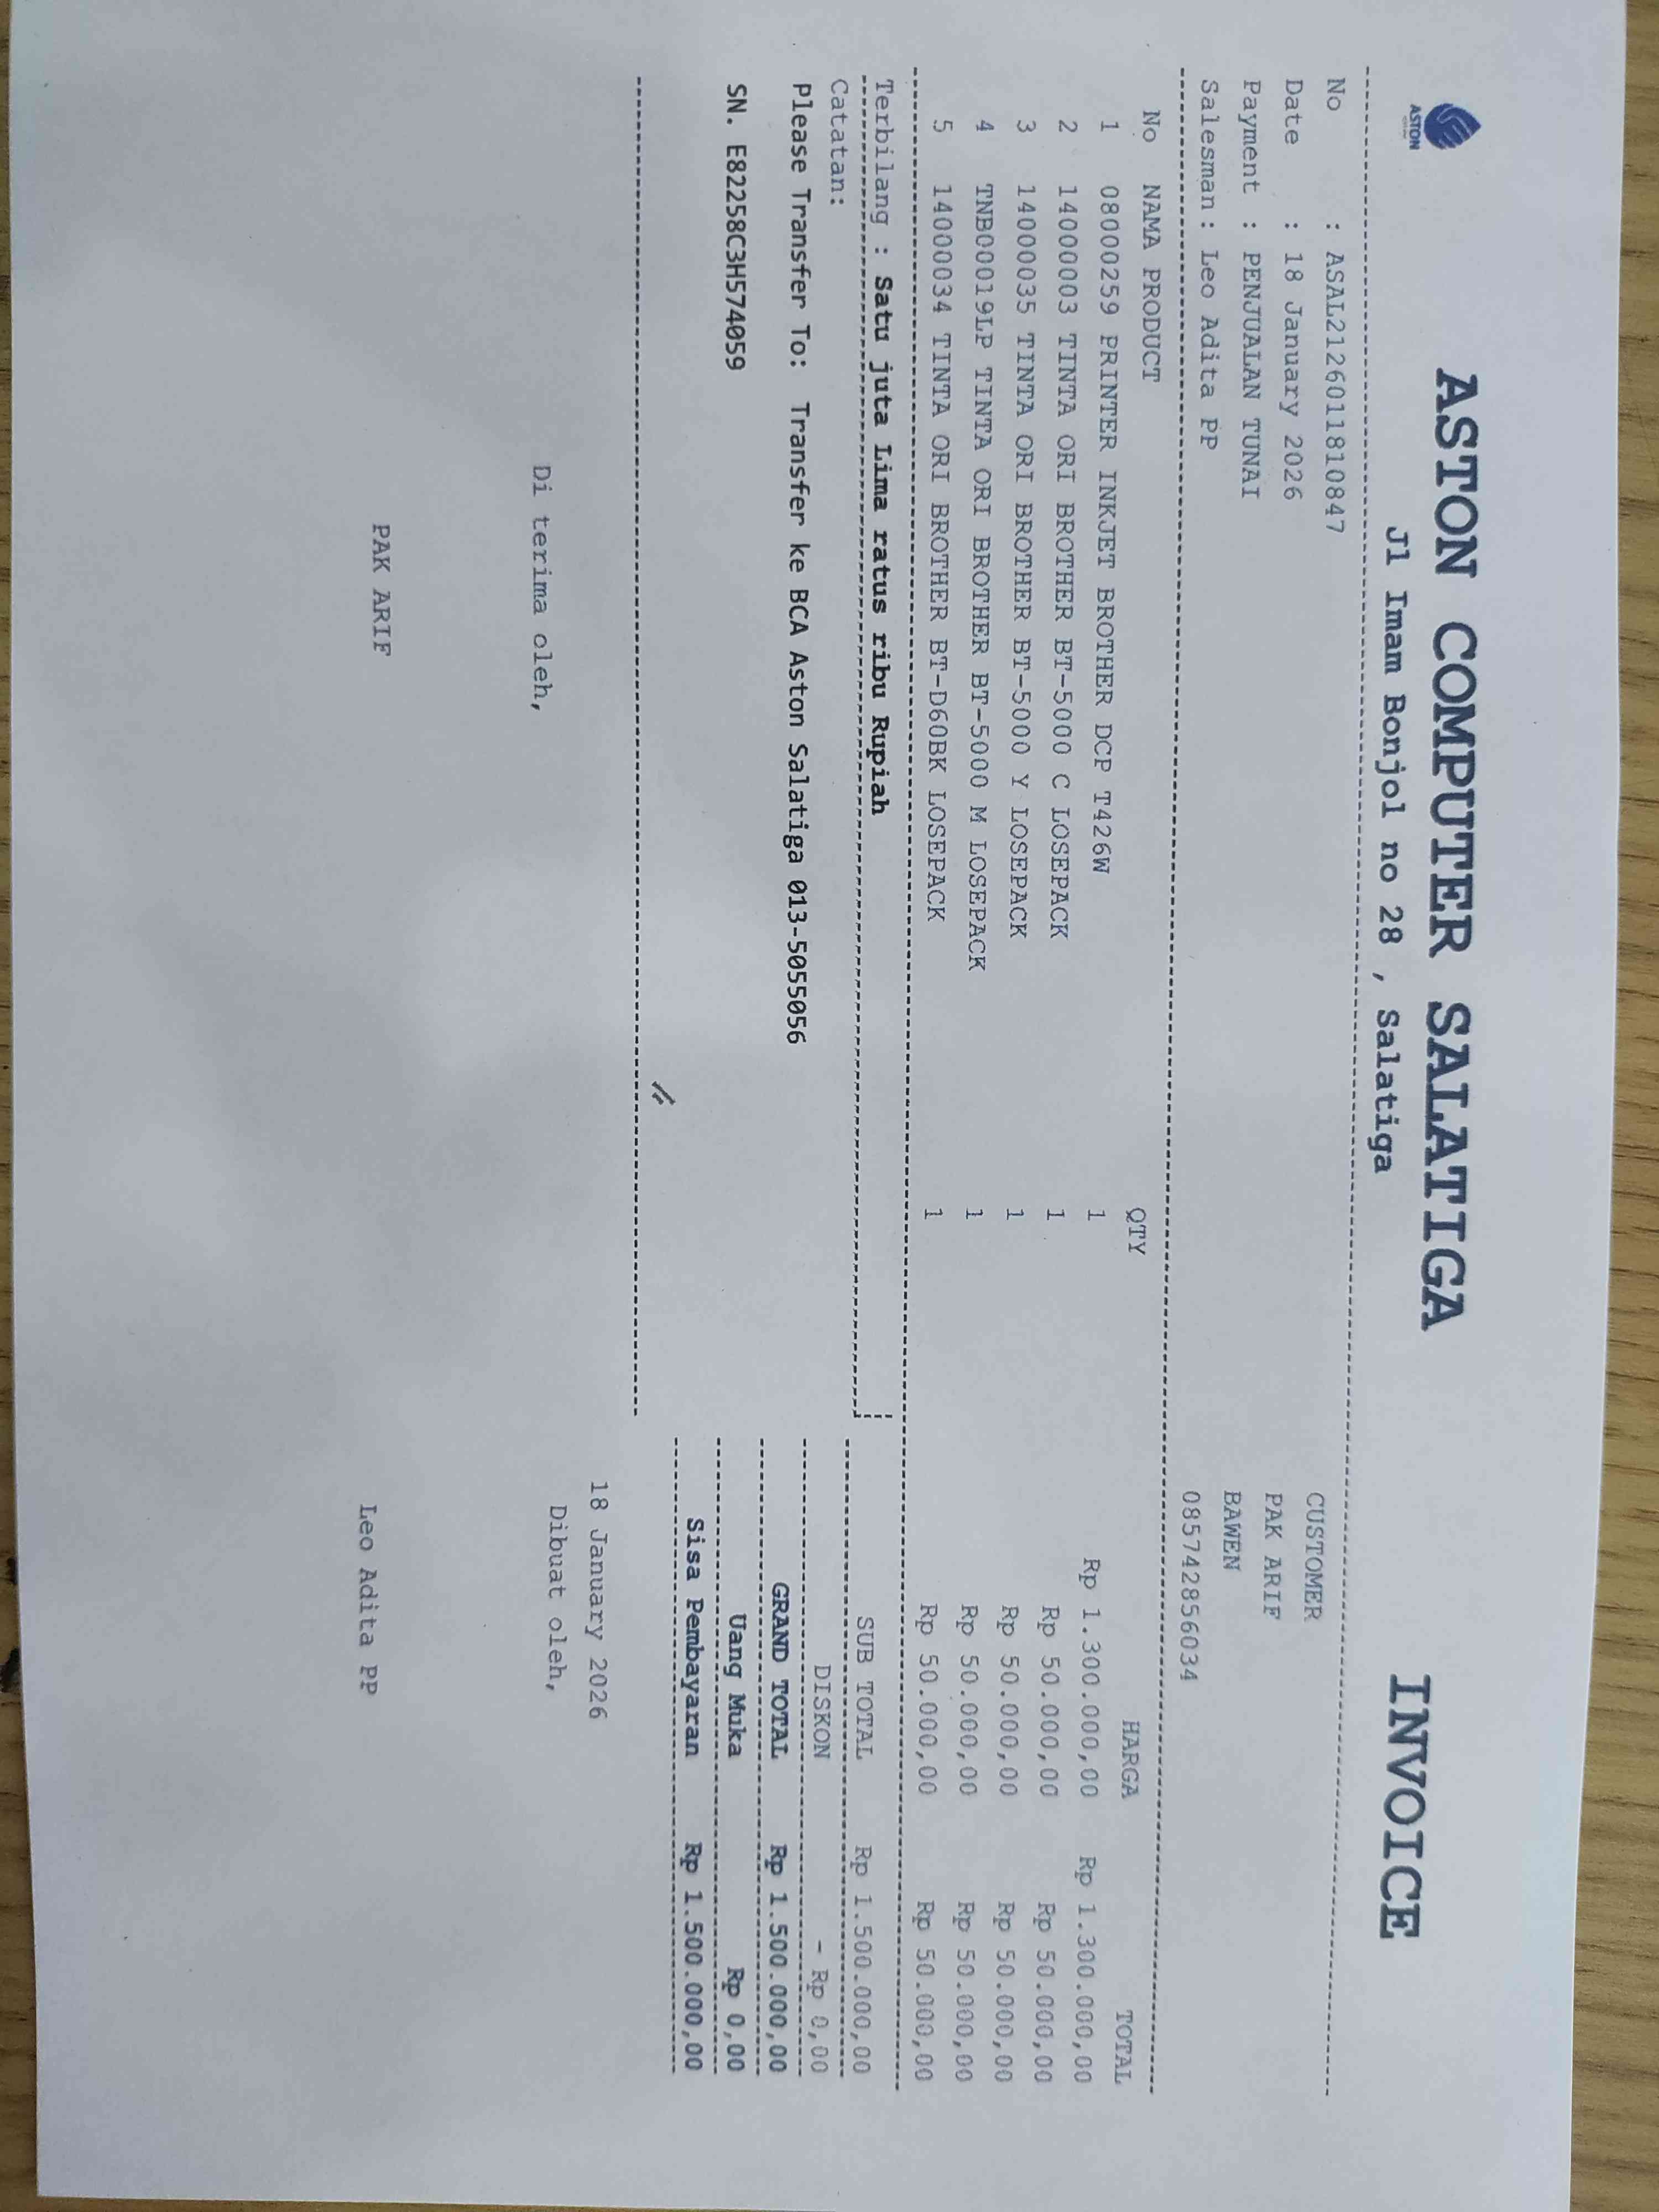 ASTON
ASTON COMPUTER SALATIGA
INVOICE
Jl Imam Bonjol no 28 , Salatiga
No : ASAL212601181０847
Date : 18 January 2026
Payment : PENJUALAN TUNAI
Salesman : Leo Adita PP
CUSTOMER
PAK ARIF
BAWEN
085742856034
No NAMA PRODUCT QTY HARGA TOTAL
1 08000259 PRINTER INKJET BROTHER DCP T426W 1 Rp 1.300.000,00 Rp 1.300.000,00
2 14000003 TINTA ORI BROTHER BT-5000 C LOSEPACK 1 Rp 50.000,00 Rp 50.000,00
3 14000035 TINTA ORI BROTHER BT-5000 Y LOSEPACK 1 Rp 50.000,00 Rp 50.000,00
4 TNB00019LP TINTA ORI BROTHER BT-5000 M LOSEPACK 1 Rp 50.000,00 Rp 50.000,00
5 14000034 TINTA ORI BROTHER BT-D60BK LOSEPACK 1 Rp 50.000,00 Rp 50.000,00
Terbilang : Satu juta Lima ratus ribu Rupiah
Catatan:
Please Transfer To: Transfer ke BCA Aston Salatiga 013-5055056
SN. E82258C3H574059
SUB TOTAL Rp 1.500.000,00
DISKON - Rp 0,00
GRAND TOTAL Rp 1.500.000,00
Uang Muka Rp 0,00
Sisa Pembayaran Rp 1.500.000,00
18 January 2026
Di terima oleh, Dibuat oleh,
PAK ARIF Leo Adita PP